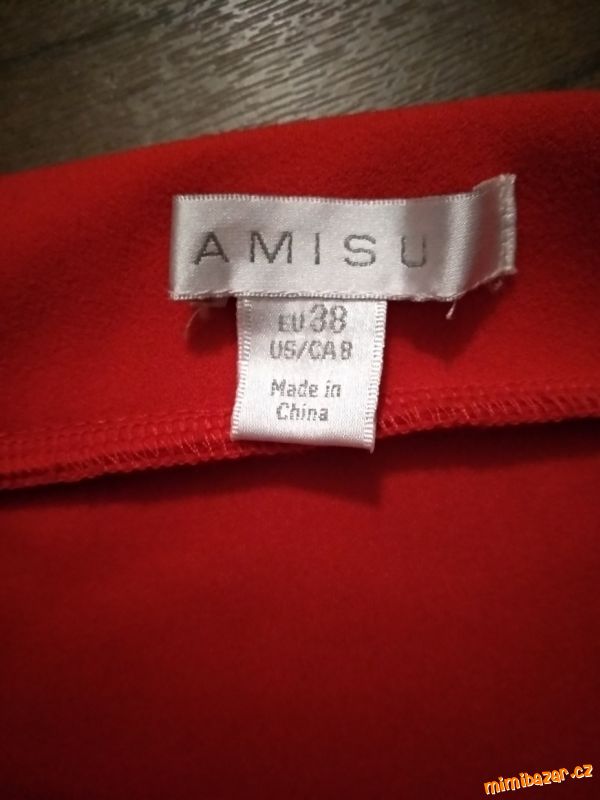 AMISU
EU 38
US/CA 8
Made in
China
mimibazar.cz